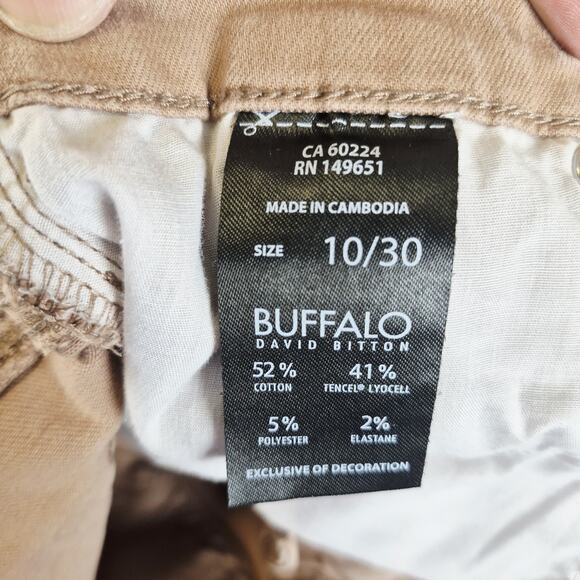 CA 60224
RN 149651
MADE IN CAMBODIA
SIZE 10/30
BUFFALO
DAVID BITTON
52% 41%
COTTON TENCEL® LYOCELL
5% 2%
POLYESTER ELASTANE
EXCLUSIVE OF DECORATION